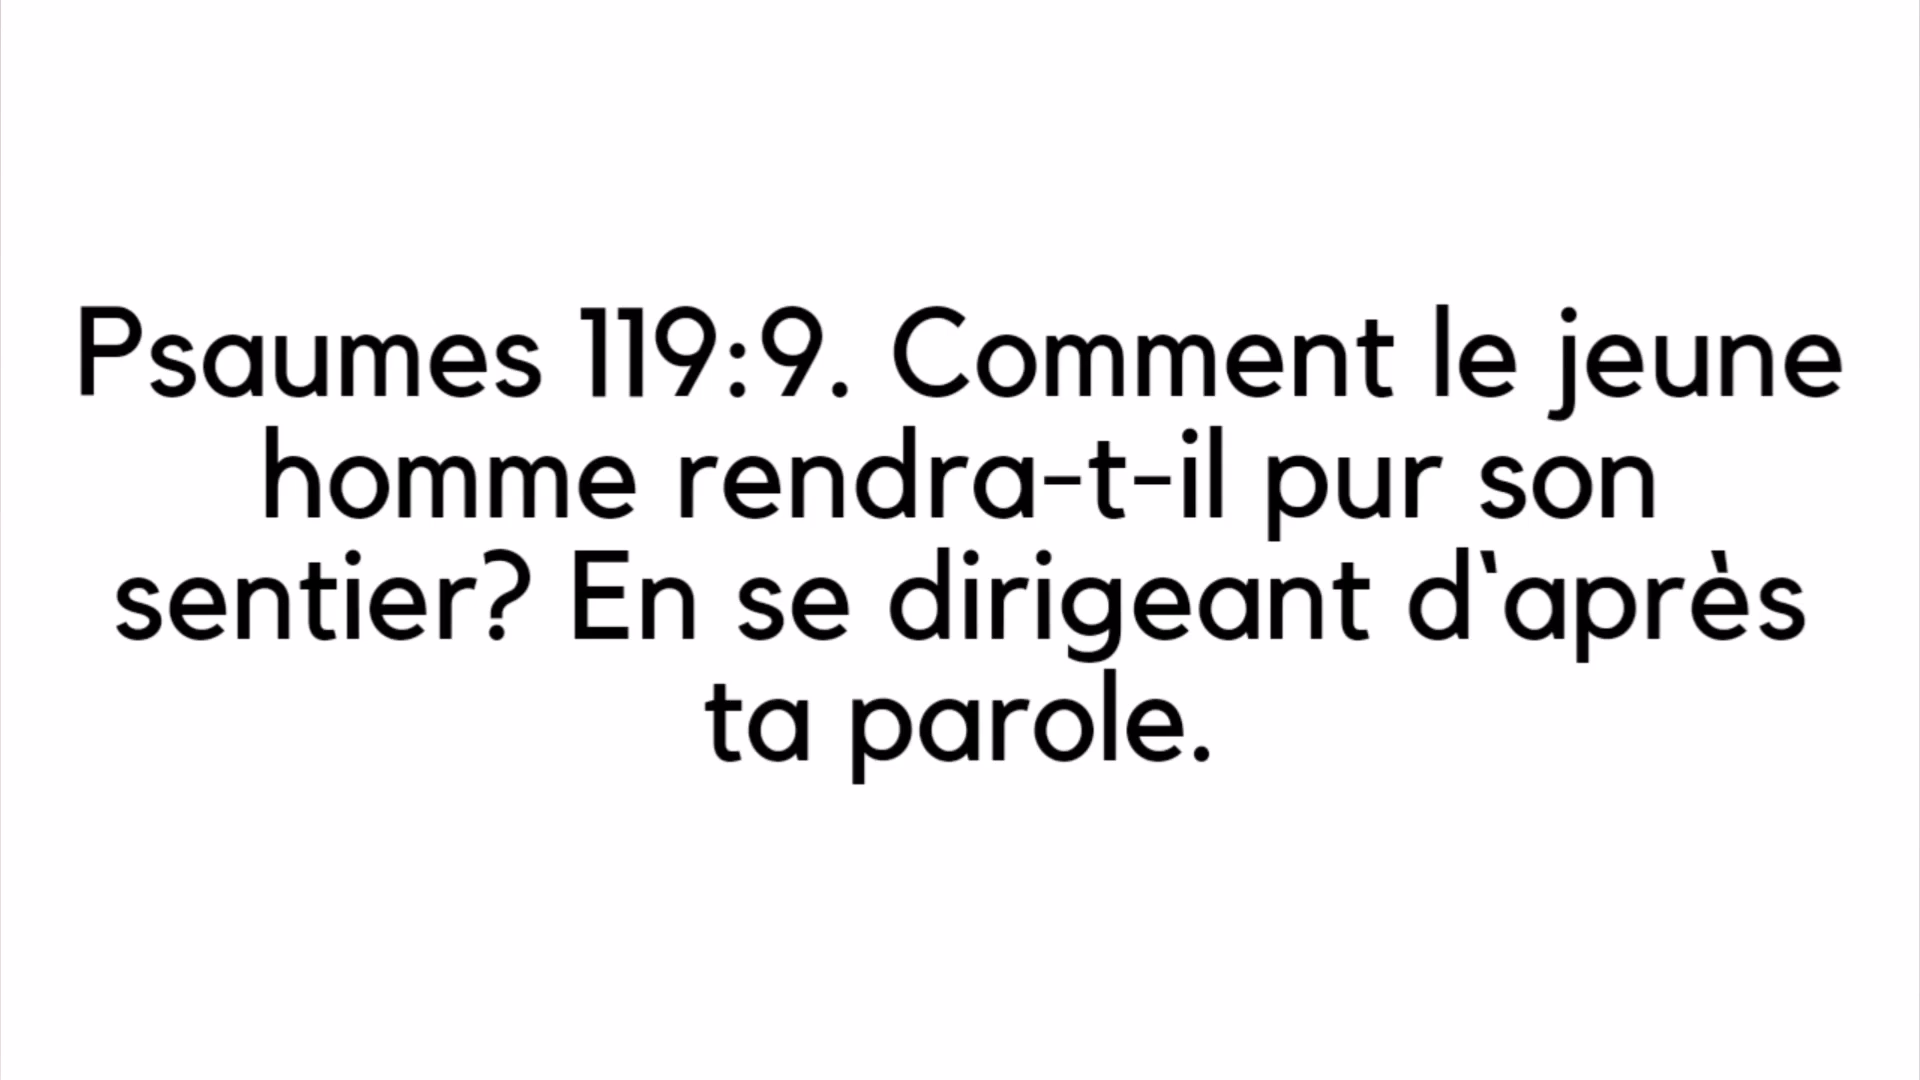 Psaumes 119:9. Comment le jeune
homme rendra-t-il pur son
sentier? En se dirigeant d‛après
ta parole.